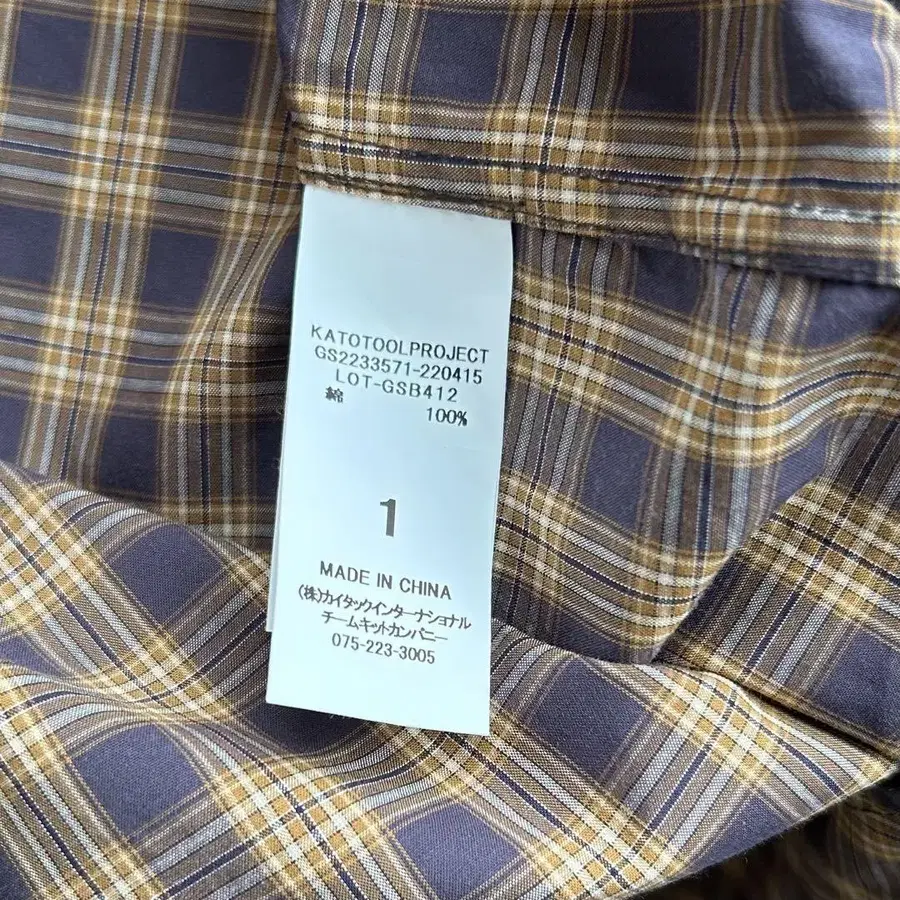 KATOTOOLPROJECT
GS2233571-220415
LOT-GSB412
綿 100%
1
MADE IN CHINA
(株)カイタックインターナショナル
チームキットカンパニー
075-223-3005